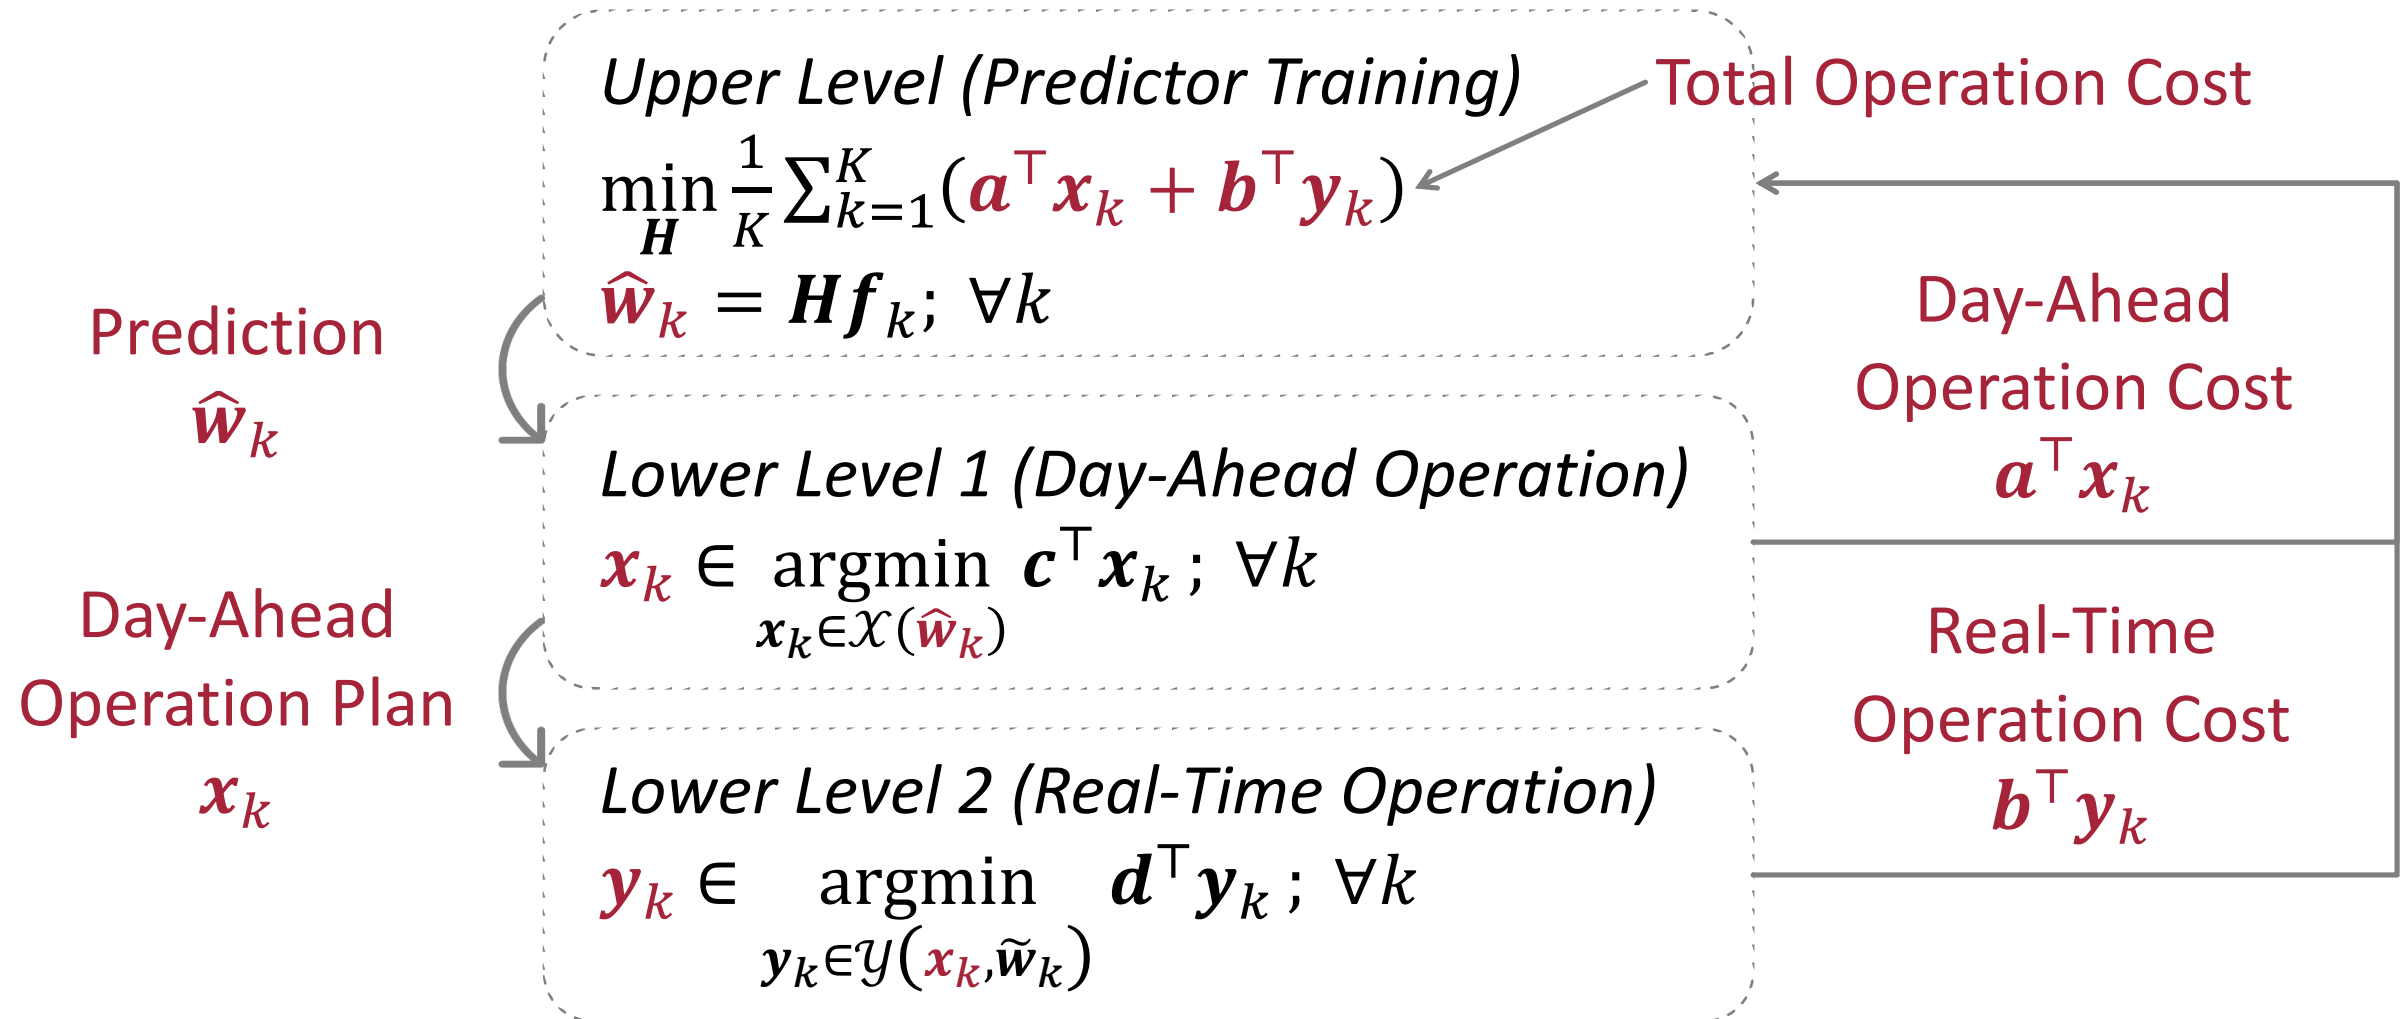 Upper Level (Predictor Training)
Total Operation Cost
min_H 1/K ∑_{k=1}^{K}(a^⊤x_k + b^⊤y_k)
ŵ_k = Hf_k; ∀k
Prediction
ŵ_k
Day-Ahead
Operation Cost
a^⊤x_k
Lower Level 1 (Day-Ahead Operation)
x_k ∈ argmin_{x_k∈𝒳(ŵ_k)} c^⊤x_k ; ∀k
Day-Ahead
Operation Plan
x_k
Real-Time
Operation Cost
b^⊤y_k
Lower Level 2 (Real-Time Operation)
y_k ∈ argmin_{y_k∈𝒴(x_k,w̃_k)} d^⊤y_k ; ∀k